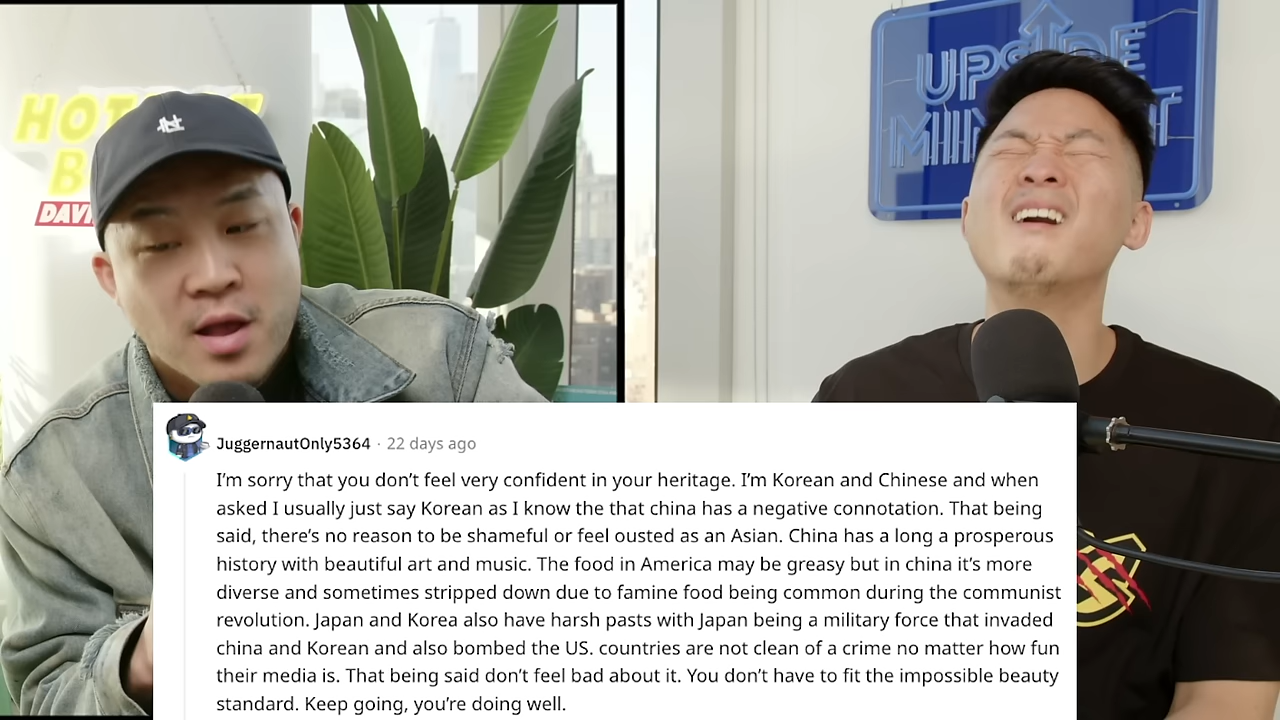 HOT
B
DAVI
UPSIDE
JuggernautOnly5364 · 22 days ago
I'm sorry that you don't feel very confident in your heritage. I'm Korean and Chinese and when
asked I usually just say Korean as I know the that china has a negative connotation. That being
said, there's no reason to be shameful or feel ousted as an Asian. China has a long a prosperous
history with beautiful art and music. The food in America may be greasy but in china it's more
diverse and sometimes stripped down due to famine food being common during the communist
revolution. Japan and Korea also have harsh pasts with Japan being a military force that invaded
china and Korean and also bombed the US. countries are not clean of a crime no matter how fun
their media is. That being said don't feel bad about it. You don't have to fit the impossible beauty
standard. Keep going, you're doing well.